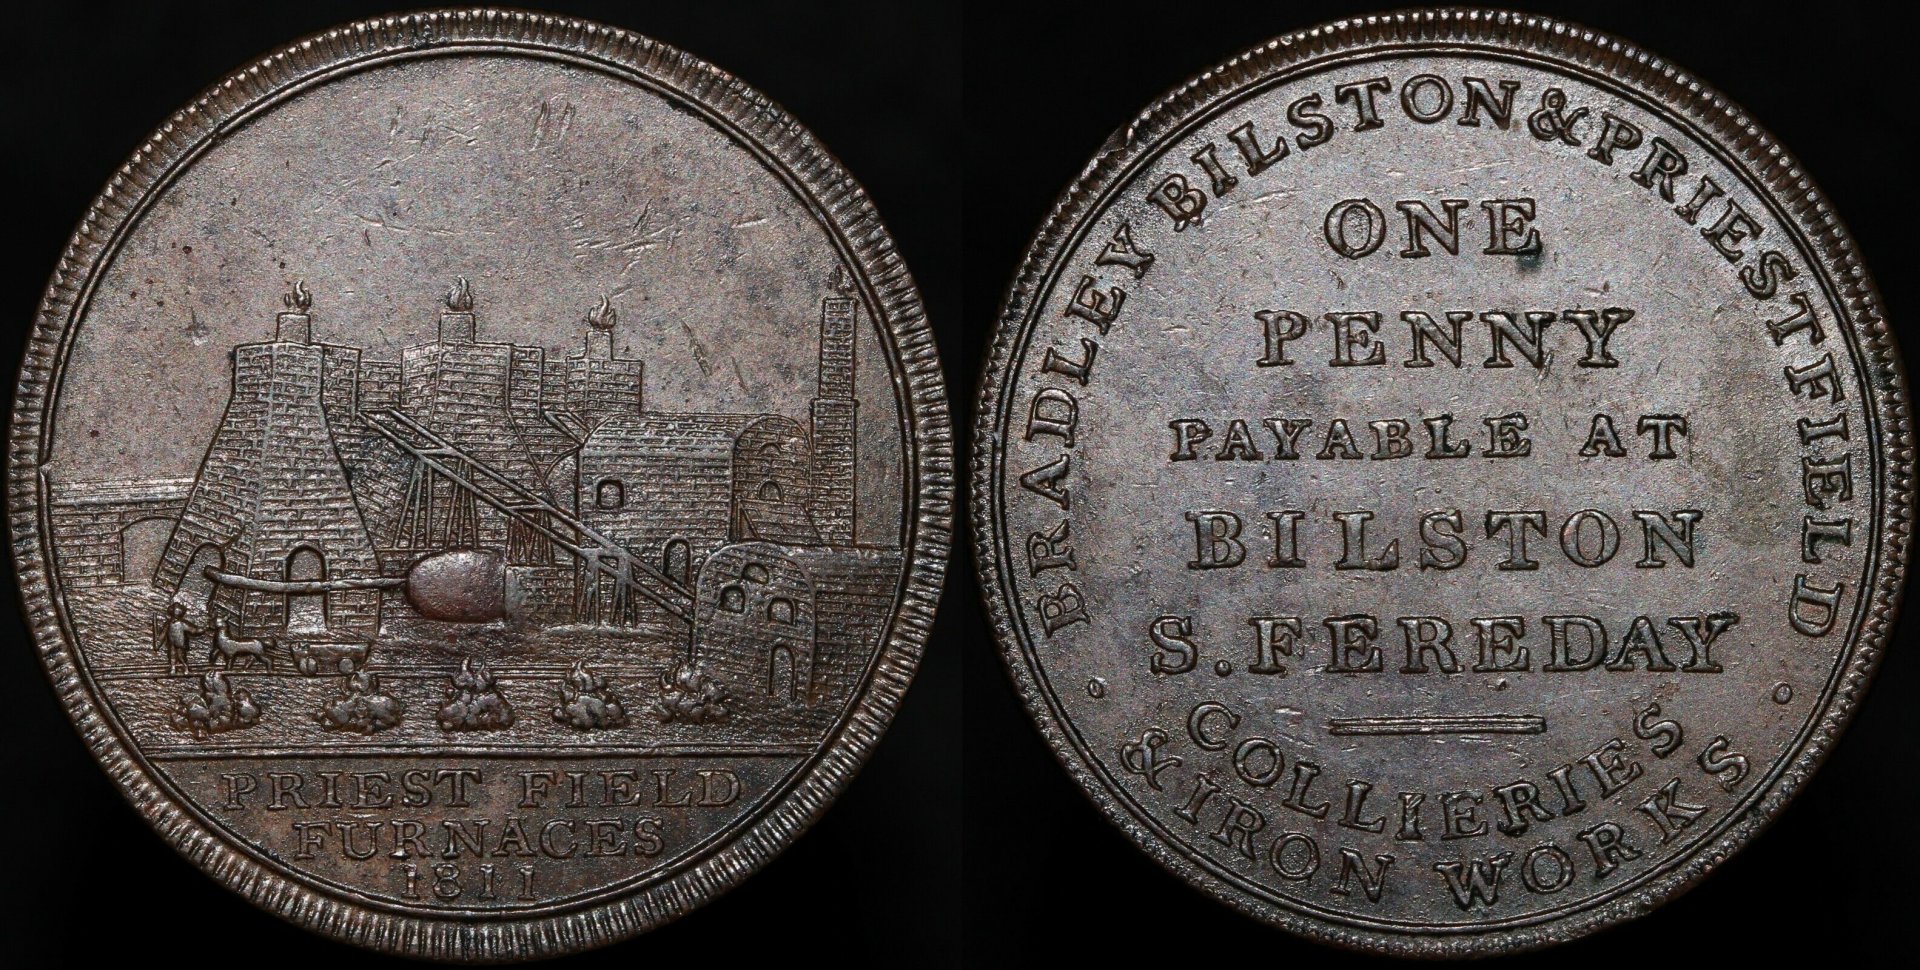 PRIEST FIELD
FURNACES
1811
BRADLEY BILSTON & PRIESTFIELD
ONE
PENNY
PAYABLE AT
BILSTON
S. FEREDAY
COLLIERIES
& IRON WORKS